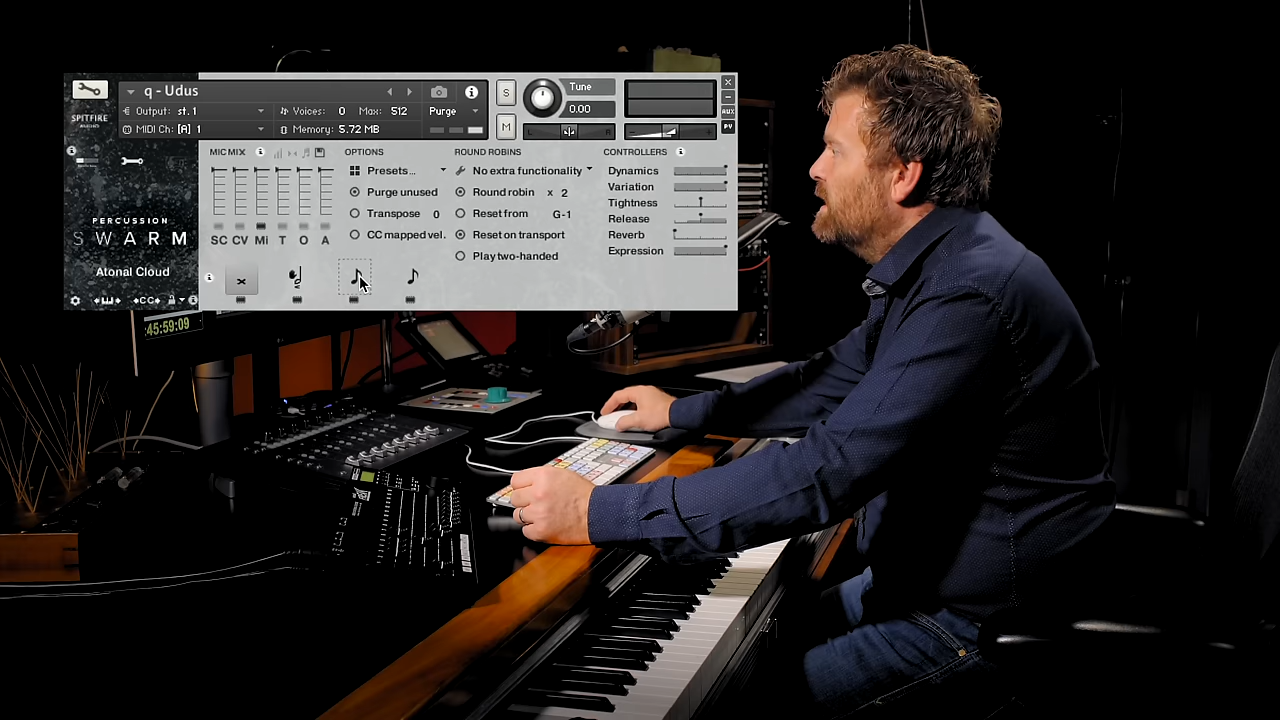 q - Udus
S
Tune
Output: st.1
Voices: 0 Max: 512
Purge
0.00
AUX
SPITFIRE
MIDI Ch: [A] 1
Memory: 5.72 MB
M
L
R
PV
MIC MIX
OPTIONS
ROUND ROBINS
CONTROLLERS
Presets...
No extra functionality
Dynamics
Purge unused
Round robin x 2
Variation
Transpose 0
Reset from G-1
Tightness
Release
SC CV Mi T O A
CC mapped vel.
Reset on transport
Reverb
Play two-handed
Expression
PERCUSSION
SWARM
Atonal Cloud
CC
:45:59:09